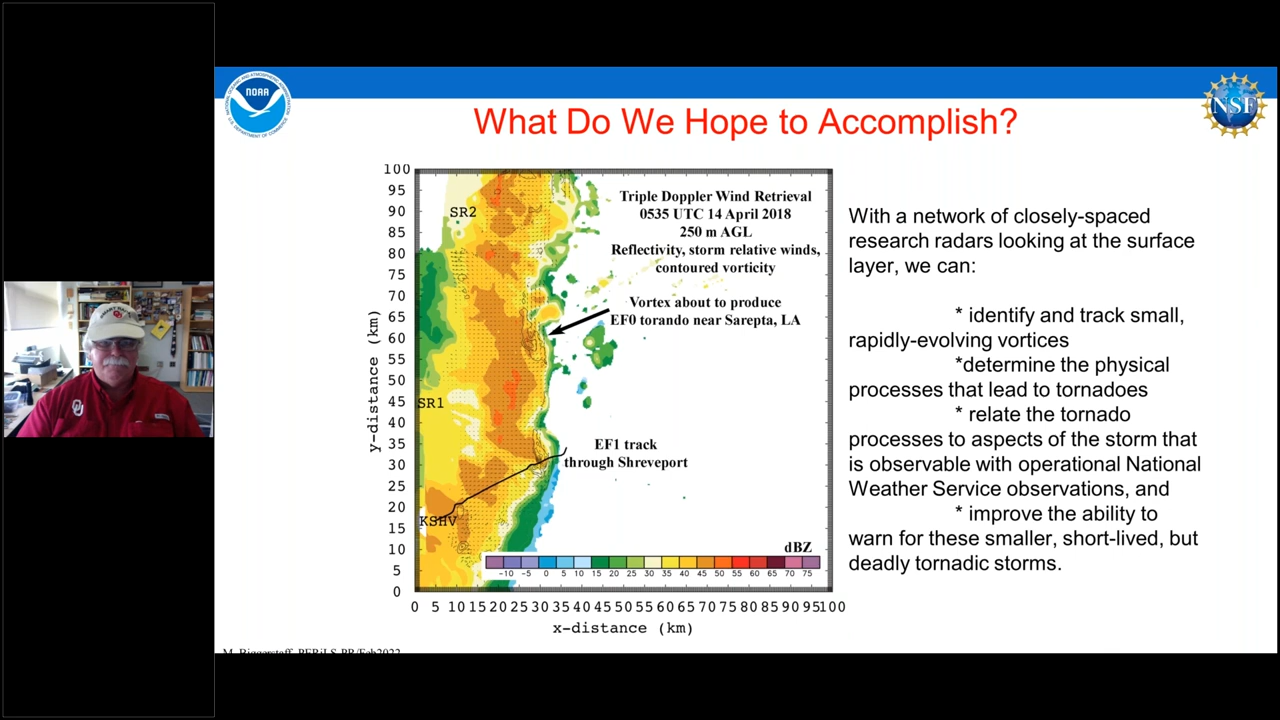 NOAA
NSF
What Do We Hope to Accomplish?
100
95
90
85
80
75
70
65
60
55
50
45
40
35
30
25
20
15
10
5
0
y-distance (km)
SR2
SR1
KSHV
Triple Doppler Wind Retrieval
0535 UTC 14 April 2018
250 m AGL
Reflectivity, storm relative winds,
contoured vorticity
Vortex about to produce
EF0 torando near Sarepta, LA
EF1 track
through Shreveport
dBZ
-10 -5 0 5 10 15 20 25 30 35 40 45 50 55 60 65 70 75
0 5 10 15 20 25 30 35 40 45 50 55 60 65 70 75 80 85 90 95 100
x-distance (km)
With a network of closely-spaced
research radars looking at the surface
layer, we can:
* identify and track small,
rapidly-evolving vortices
*determine the physical
processes that lead to tornadoes
* relate the tornado
processes to aspects of the storm that
is observable with operational National
Weather Service observations, and
* improve the ability to
warn for these smaller, short-lived, but
deadly tornadic storms.
M. Biggerstaff, PERiLS PR/Feb2022